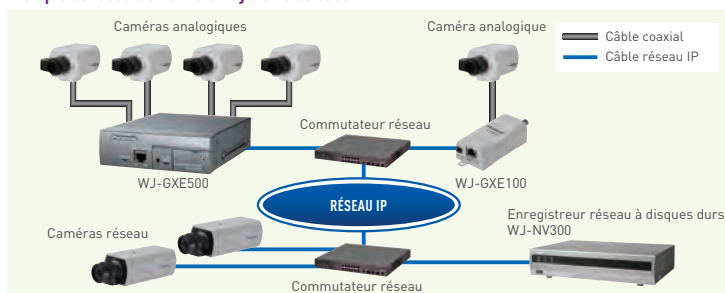 Caméras analogiques
Caméra analogique
Câble coaxial
Câble réseau IP
Commutateur réseau
WJ-GXE500
WJ-GXE100
RÉSEAU IP
Enregistreur réseau à disques durs
WJ-NV300
Caméras réseau
Commutateur réseau